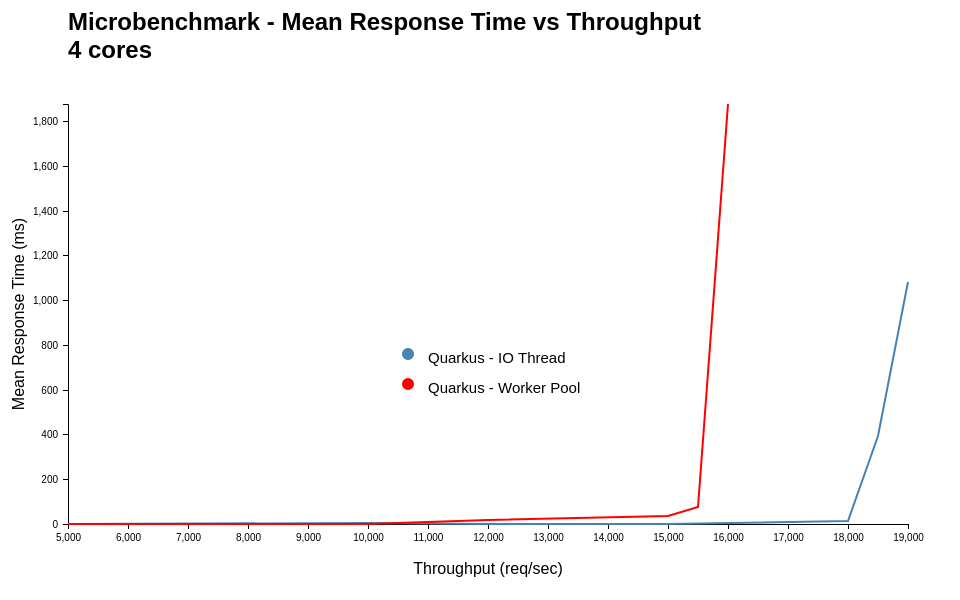 Microbenchmark - Mean Response Time vs Throughput
4 cores
Mean Response Time (ms)
1,800
1,600
1,400
1,200
1,000
800
600
400
200
0
Quarkus - IO Thread
Quarkus - Worker Pool
5,000 6,000 7,000 8,000 9,000 10,000 11,000 12,000 13,000 14,000 15,000 16,000 17,000 18,000 19,000
Throughput (req/sec)